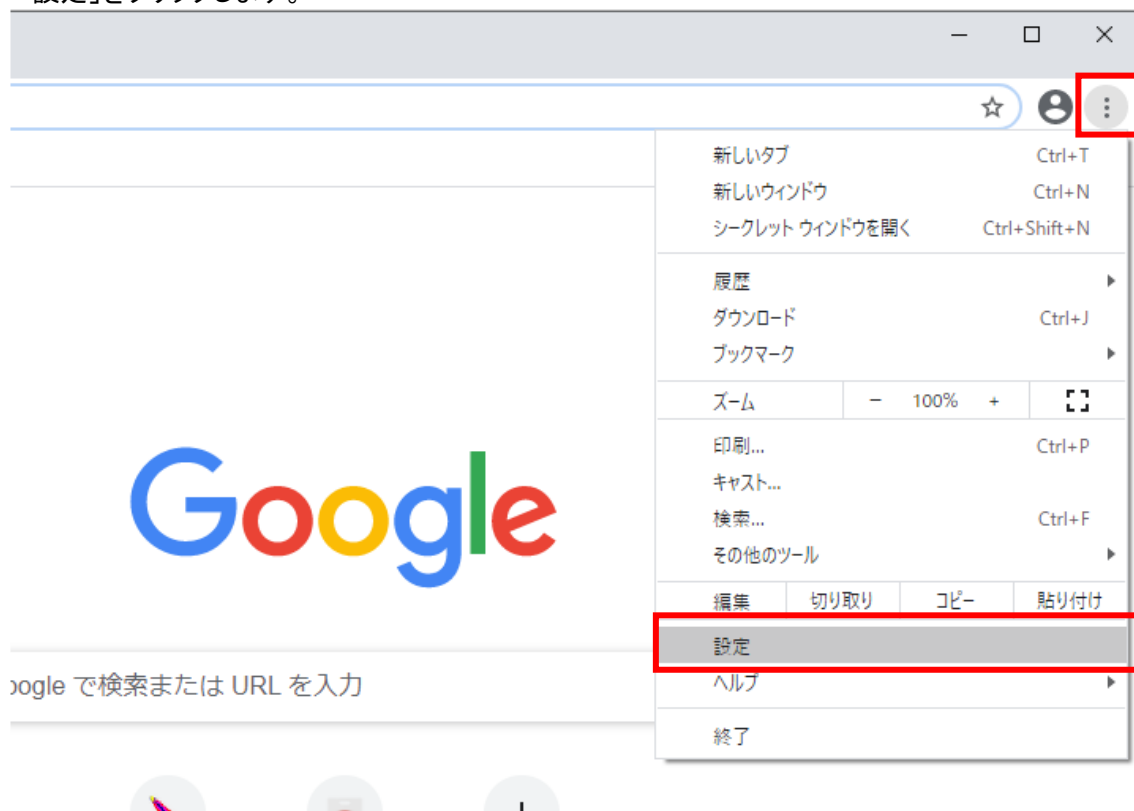 設定」をクリックします。
新しいタブ Ctrl+T
新しいウィンドウ Ctrl+N
シークレット ウィンドウを開く Ctrl+Shift+N
履歴
ダウンロード Ctrl+J
ブックマーク
ズーム − 100% +
印刷... Ctrl+P
キャスト...
検索... Ctrl+F
その他のツール
編集 切り取り コピー 貼り付け
設定
ヘルプ
終了
Google
oogle で検索または URL を入力